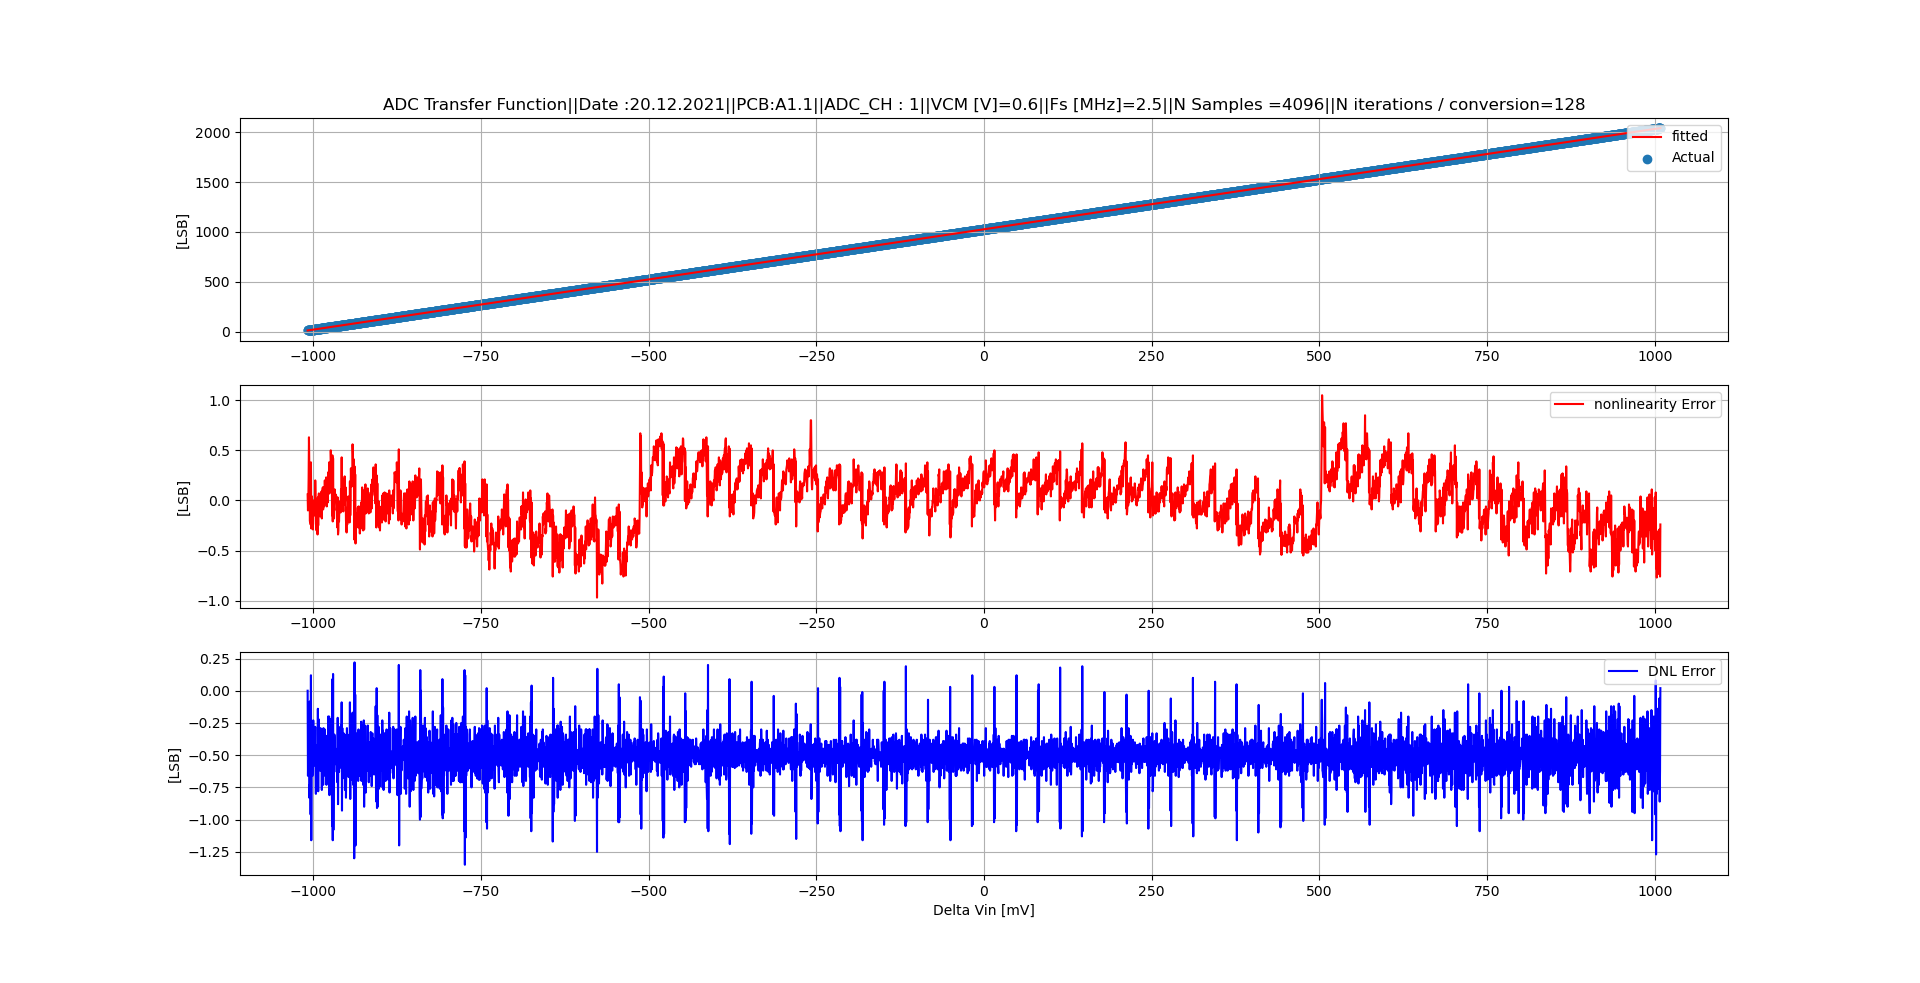 ADC Transfer Function||Date :20.12.2021||PCB:A1.1||ADC_CH : 1||VCM [V]=0.6||Fs [MHz]=2.5||N Samples =4096||N iterations / conversion=128
2000
1500
1000
500
0
[LSB]
fitted
Actual
−1000 −750 −500 −250 0 250 500 750 1000
1.0
0.5
0.0
−0.5
−1.0
[LSB]
nonlinearity Error
−1000 −750 −500 −250 0 250 500 750 1000
0.25
0.00
−0.25
−0.50
−0.75
−1.00
−1.25
[LSB]
DNL Error
−1000 −750 −500 −250 0 250 500 750 1000
Delta Vin [mV]